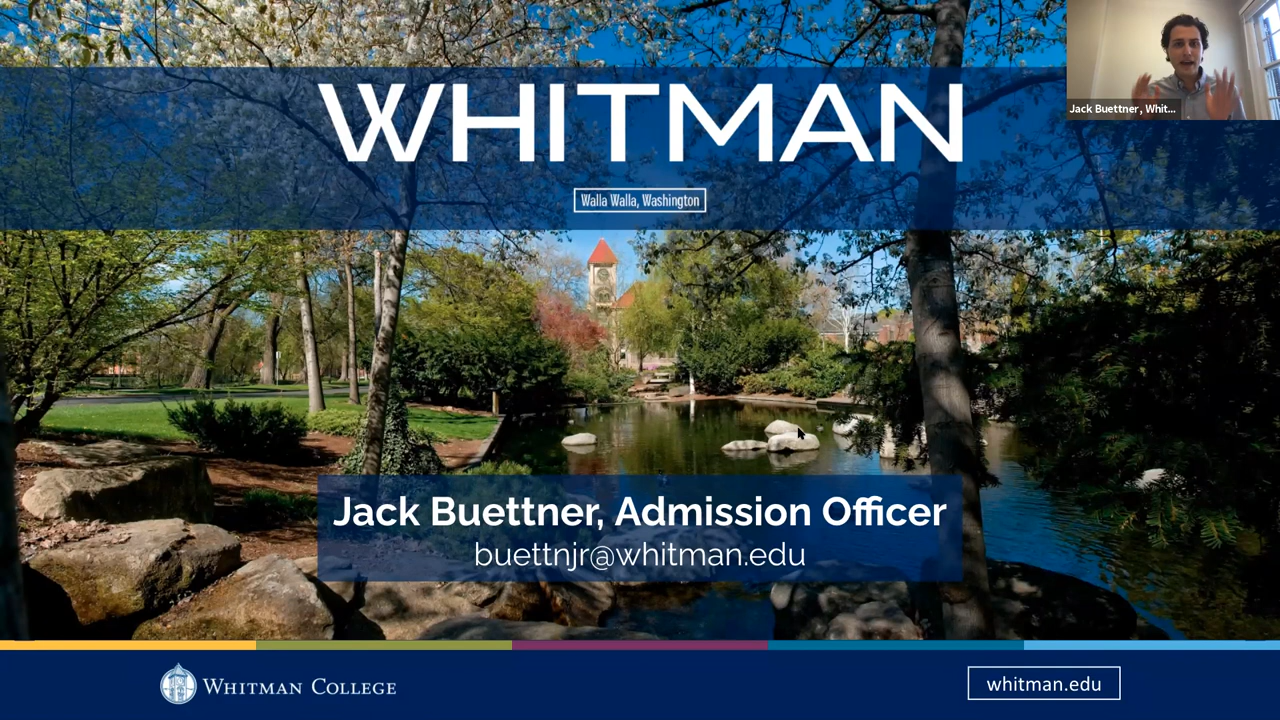 WHITMAN
Jack Buettner, Whit...
Walla Walla, Washington
Jack Buettner, Admission Officer
buettnjr@whitman.edu
WHITMAN COLLEGE
whitman.edu